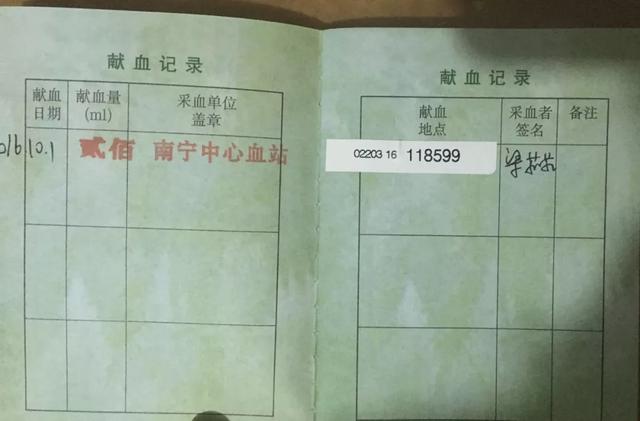 献血记录
献血日期 献血量(ml) 采血单位盖章
016.10.1 贰佰 南宁中心血站
献血记录
献血地点 采血者签名 备注
02203 16 118599